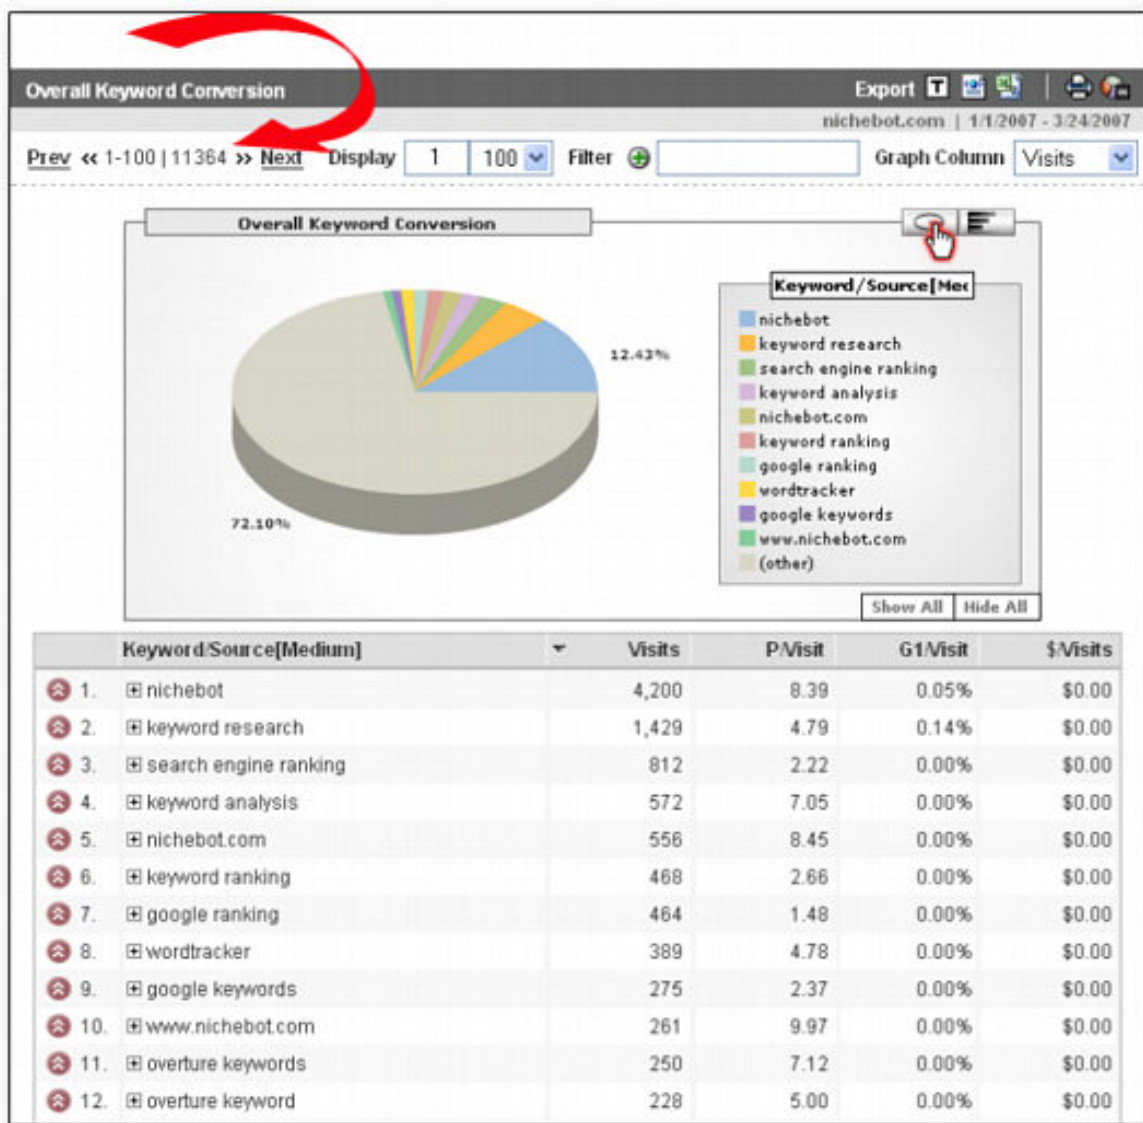 Overall Keyword Conversion Export T
nichebot.com | 1/1/2007 - 3/24/2007
Prev « 1-100 | 11364 » Next Display 1 100 Filter Graph Column Visits
Overall Keyword Conversion
Keyword/Source[Me
nichebot
keyword research
search engine ranking
keyword analysis
nichebot.com
keyword ranking
google ranking
wordtracker
google keywords
www.nichebot.com
(other)
12.43%
72.10%
Show All Hide All
Keyword/Source[Medium] Visits P/Visit G1/Visit $/Visits
1. nichebot 4,200 8.39 0.05% $0.00
2. keyword research 1,429 4.79 0.14% $0.00
3. search engine ranking 812 2.22 0.00% $0.00
4. keyword analysis 572 7.05 0.00% $0.00
5. nichebot.com 556 8.45 0.00% $0.00
6. keyword ranking 468 2.66 0.00% $0.00
7. google ranking 464 1.48 0.00% $0.00
8. wordtracker 389 4.78 0.00% $0.00
9. google keywords 275 2.37 0.00% $0.00
10. www.nichebot.com 261 9.97 0.00% $0.00
11. overture keywords 250 7.12 0.00% $0.00
12. overture keyword 228 5.00 0.00% $0.00